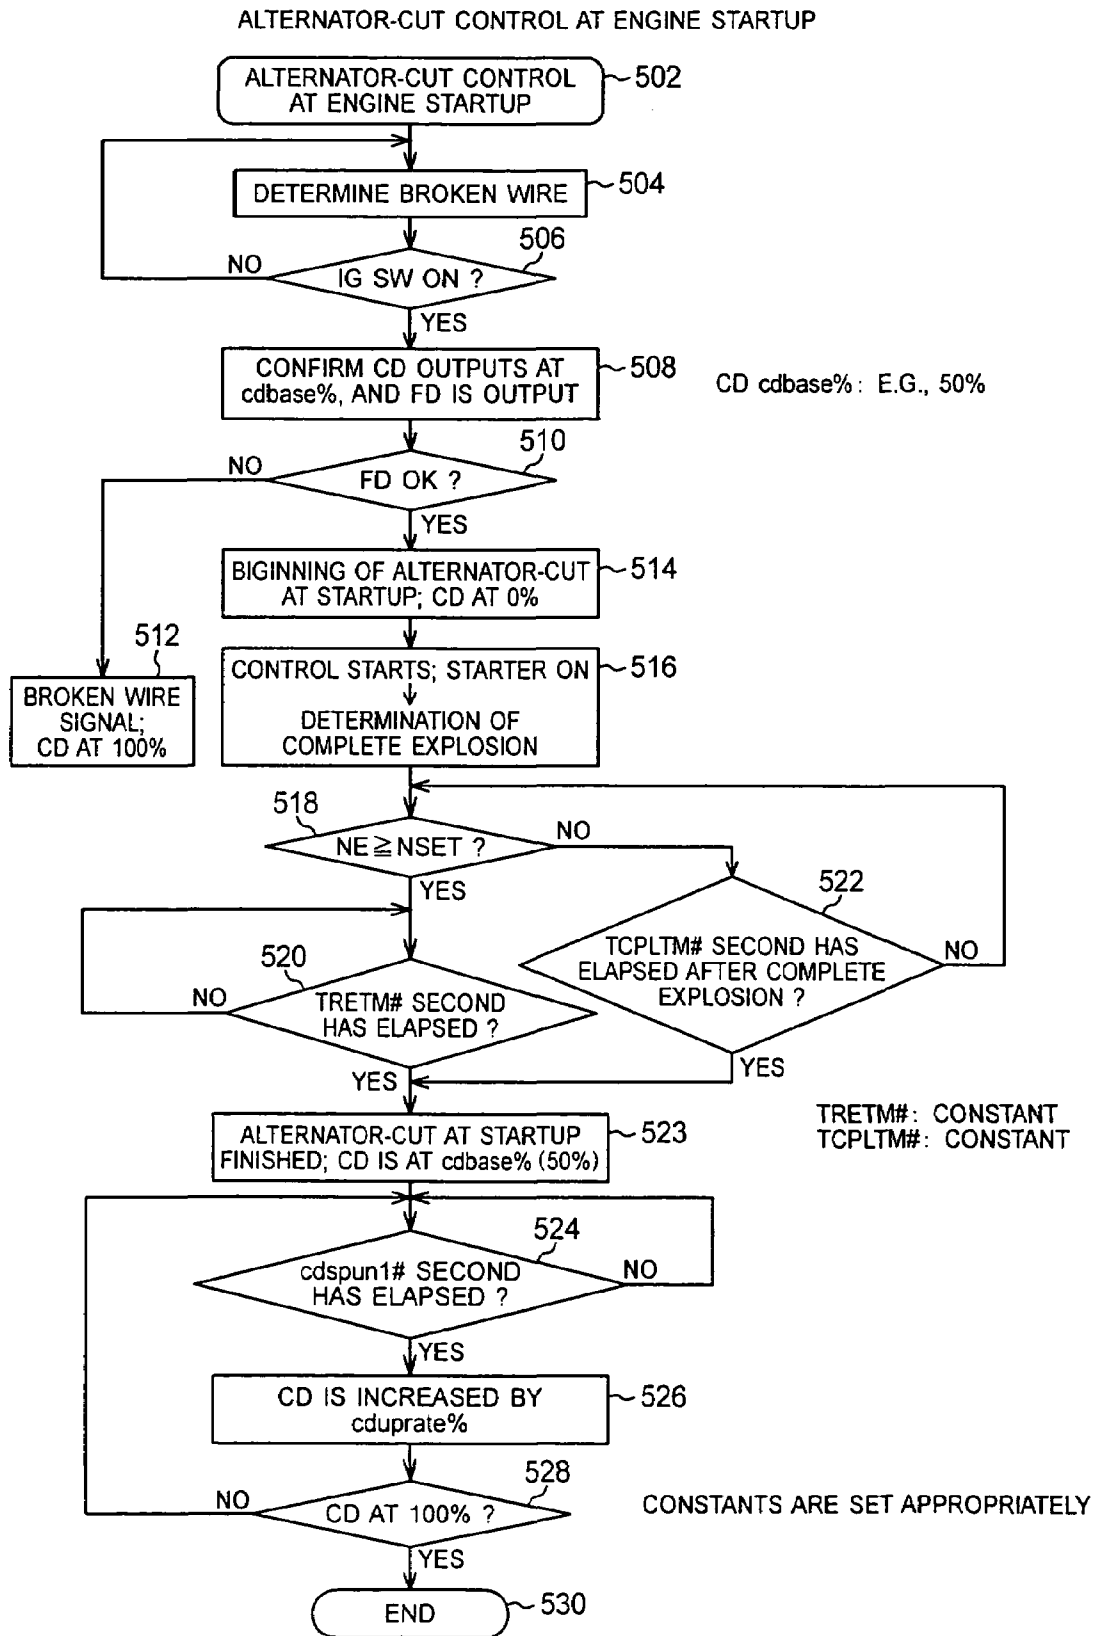 ALTERNATOR-CUT CONTROL AT ENGINE STARTUP
ALTERNATOR-CUT CONTROL
AT ENGINE STARTUP
502
DETERMINE BROKEN WIRE
504
506
IG SW ON ?
NO
YES
CONFIRM CD OUTPUTS AT
cdbase%, AND FD IS OUTPUT
508
CD cdbase%: E.G., 50%
510
FD OK ?
NO
YES
BIGINNING OF ALTERNATOR-CUT
AT STARTUP; CD AT 0%
514
512
BROKEN WIRE
SIGNAL;
CD AT 100%
CONTROL STARTS; STARTER ON
DETERMINATION OF
COMPLETE EXPLOSION
516
518
NE≧NSET ?
NO
YES
522
TCPLTM# SECOND HAS
ELAPSED AFTER COMPLETE
EXPLOSION ?
NO
YES
520
TRETM# SECOND
HAS ELAPSED ?
NO
YES
TRETM#: CONSTANT
TCPLTM#: CONSTANT
ALTERNATOR-CUT AT STARTUP
FINISHED; CD IS AT cdbase% (50%)
523
524
cdspun1# SECOND
HAS ELAPSED ?
NO
YES
CD IS INCREASED BY
cduprate%
526
528
CD AT 100% ?
NO
YES
CONSTANTS ARE SET APPROPRIATELY
END
530